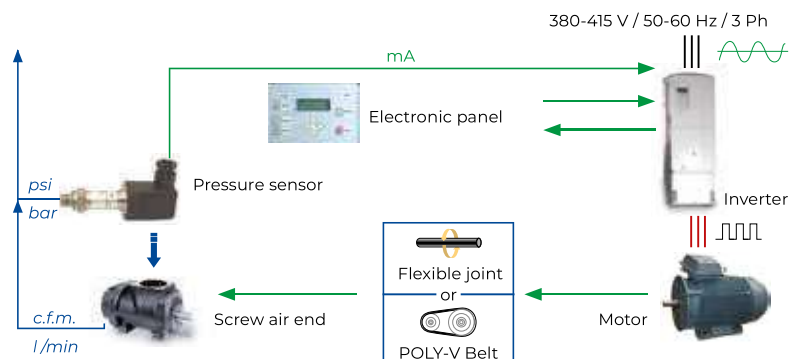 380-415 V / 50-60 Hz / 3 Ph
mA
Electronic panel
psi
bar
Pressure sensor
Inverter
Flexible joint
or
POLY-V Belt
c.f.m.
l /min
Screw air end
Motor